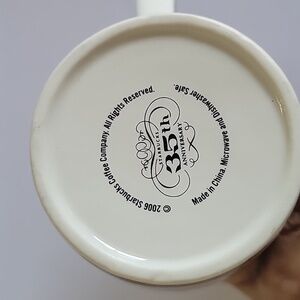 © 2006 Starbucks Coffee Company. All Rights Reserved.
Made in China. Microwave and Dishwasher Safe.
STARBUCKS
35th
ANNIVERSARY